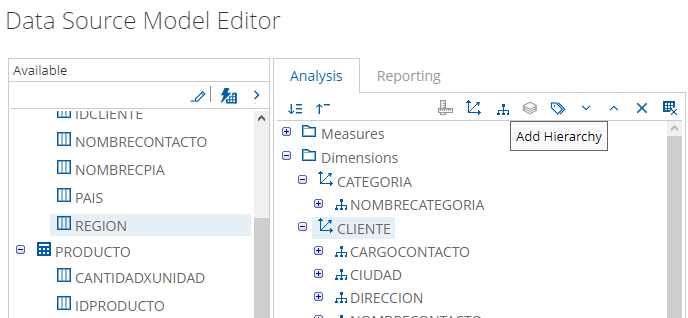 Data Source Model Editor
Available
IDCLIENTE
NOMBRECONTACTO
NOMBRECPIA
PAIS
REGION
PRODUCTO
CANTIDADXUNIDAD
IDPRODUCTO
Analysis
Reporting
Add Hierarchy
Measures
Dimensions
CATEGORIA
NOMBRECATEGORIA
CLIENTE
CARGOCONTACTO
CIUDAD
DIRECCION
NOMBRECONTACTO